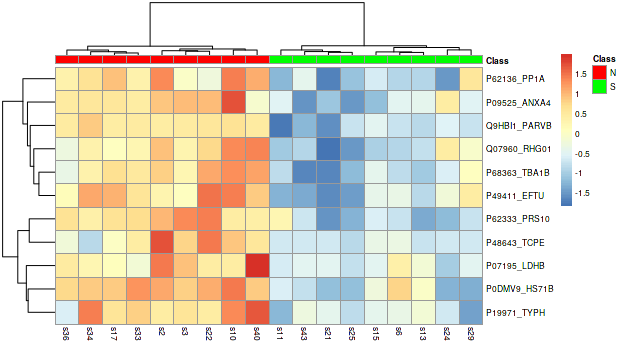 Class
P62136_PP1A
P09525_ANXA4
Q9HBI1_PARVB
Q07960_RHG01
P68363_TBA1B
P49411_EFTU
P62333_PRS10
P48643_TCPE
P07195_LDHB
P0DMV9_HS71B
P19971_TYPH
s36 s34 s17 s33 s2 s3 s22 s10 s40 s11 s43 s21 s25 s15 s6 s13 s24 s29
1.5
1
0.5
0
-0.5
-1
-1.5
Class
N
S